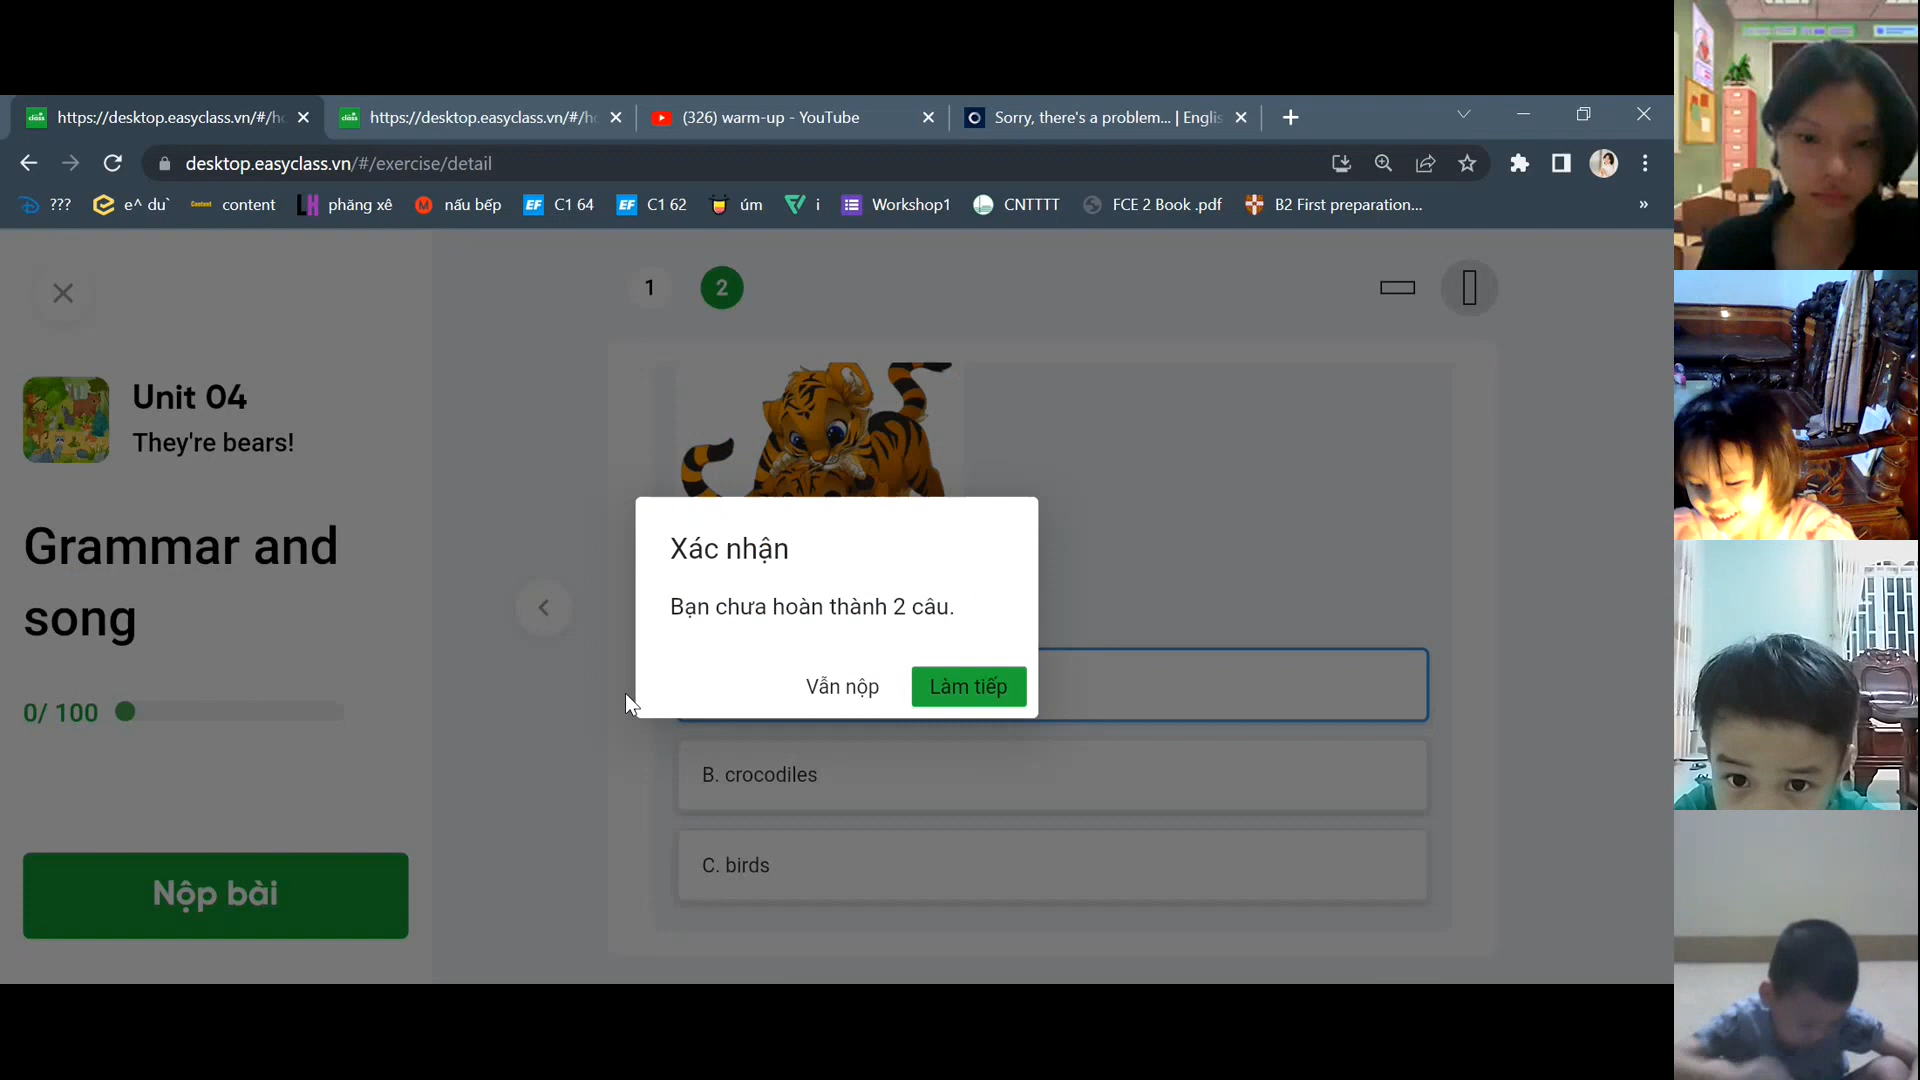 https://desktop.easyclass.vn/#/h
https://desktop.easyclass.vn/#/h
(326) warm-up - YouTube
Sorry, there's a problem... | Englis
desktop.easyclass.vn/#/exercise/detail
???
e^ du`
content
phăng xê
nấu bếp
C1 64
C1 62
úm
i
Workshop1
CNTTTT
FCE 2 Book .pdf
B2 First preparation...
»
1
2
Unit 04
They're bears!
Grammar and
song
0/ 100
Nộp bài
Xác nhận
Bạn chưa hoàn thành 2 câu.
Vẫn nộp
Làm tiếp
B. crocodiles
C. birds